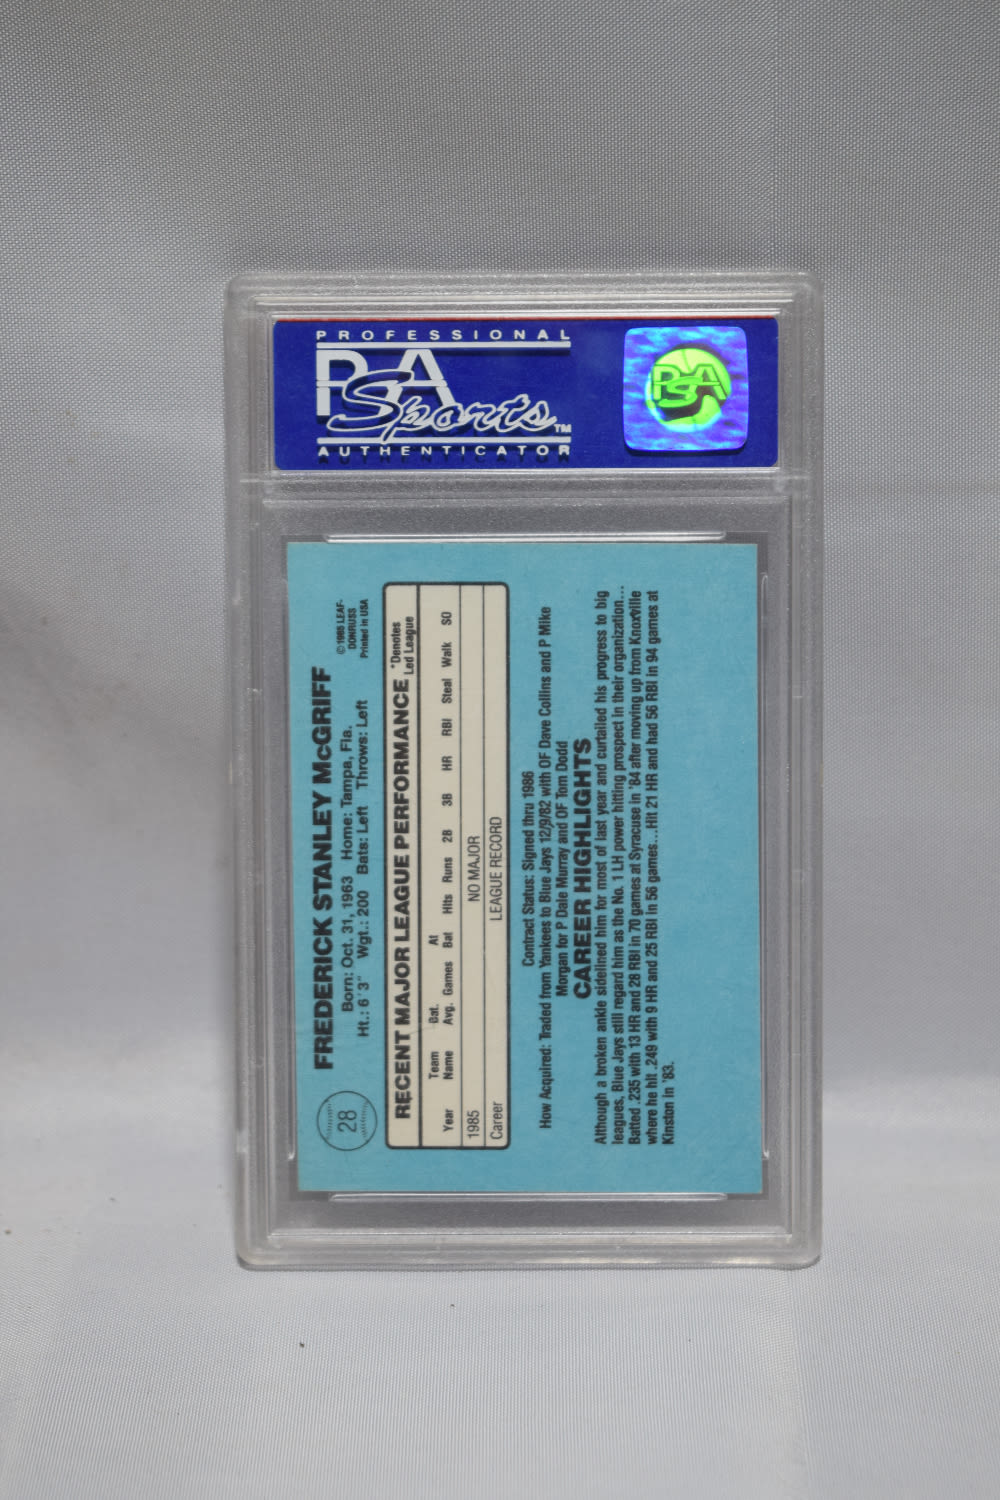 PROFESSIONAL
PSA
Sports™
AUTHENTICATOR
PSA
28
FREDERICK STANLEY McGRIFF
Born: Oct. 31, 1963 Home: Tampa, Fla.
Ht.: 6'3" Wgt.: 200 Bats: Left Throws: Left
©1985 LEAF-
DONRUSS
Printed in USA
RECENT MAJOR LEAGUE PERFORMANCE
*Denotes
Led League
Year Team Name Bat. Avg. Games At Bat Hits Runs 2B 3B HR RBI Steal Walk SO
1985 NO MAJOR
Career LEAGUE RECORD
Contract Status: Signed thru 1986
How Acquired: Traded from Yankees to Blue Jays 12/9/82 with OF Dave Collins and P Mike
Morgan for P Dale Murray and OF Tom Dodd
CAREER HIGHLIGHTS
Although a broken ankle sidelined him for most of last year and curtailed his progress to big
leagues, Blue Jays still regard him as the No. 1 LH power hitting prospect in their organization...
Batted .235 with 13 HR and 28 RBI in 70 games at Syracuse in '84 after moving up from Knoxville
where he hit .249 with 9 HR and 25 RBI in 56 games...Hit 21 HR and had 56 RBI in 94 games at
Kinston in '83.